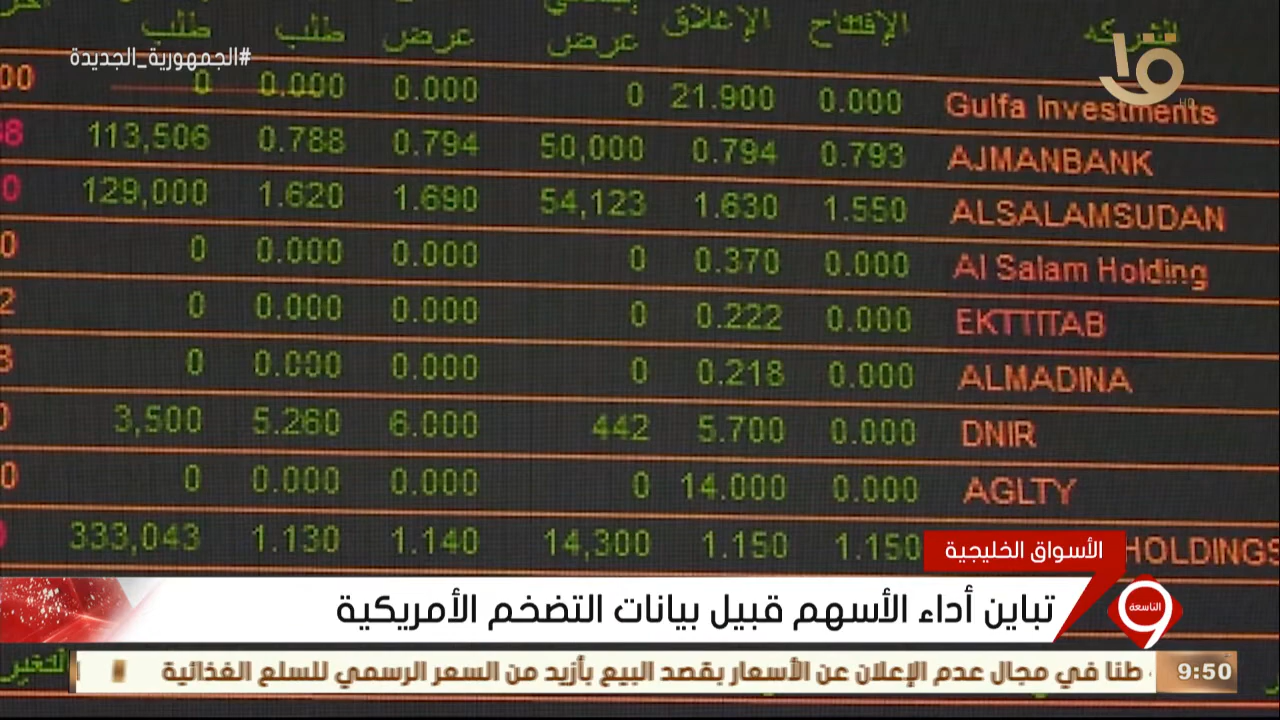 #الجمهورية_الجديدة
الشركه الإفتتاح الإغلاق عرض عرض طلب طلب
Gulfa Investments 0.000 21.900 0 0.000 0.000 0
AJMANBANK 0.793 0.794 50,000 0.794 0.788 113,506
ALSALAMSUDAN 1.550 1.630 54,123 1.690 1.620 129,000
Al Salam Holding 0.000 0.370 0 0.000 0.000 0
EKTTITAB 0.000 0.222 0 0.000 0.000 0
ALMADINA 0.000 0.218 0 0.000 0.000 0
DNIR 0.000 5.700 442 6.000 5.260 3,500
AGLTY 0.000 14.000 0 0.000 0.000 0
HOLDINGS 1.150 1.150 14,300 1.140 1.130 333,043
الأسواق الخليجية
التاسعة 9
تباين أداء الأسهم قبيل بيانات التضخم الأمريكية
9:50
طنا في مجال عدم الإعلان عن الأسعار بقصد البيع بأزيد من السعر الرسمي للسلع الغذائية